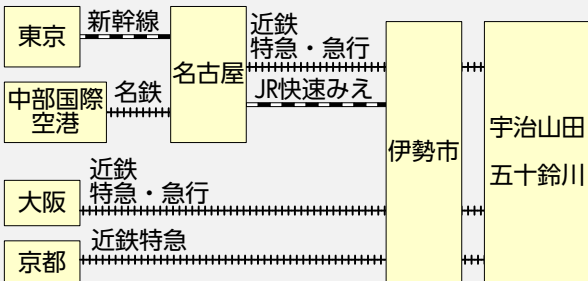 東京
新幹線
名古屋
近鉄
特急・急行
中部国際
空港
名鉄
JR快速みえ
伊勢市
宇治山田
五十鈴川
大阪
近鉄
特急・急行
京都
近鉄特急